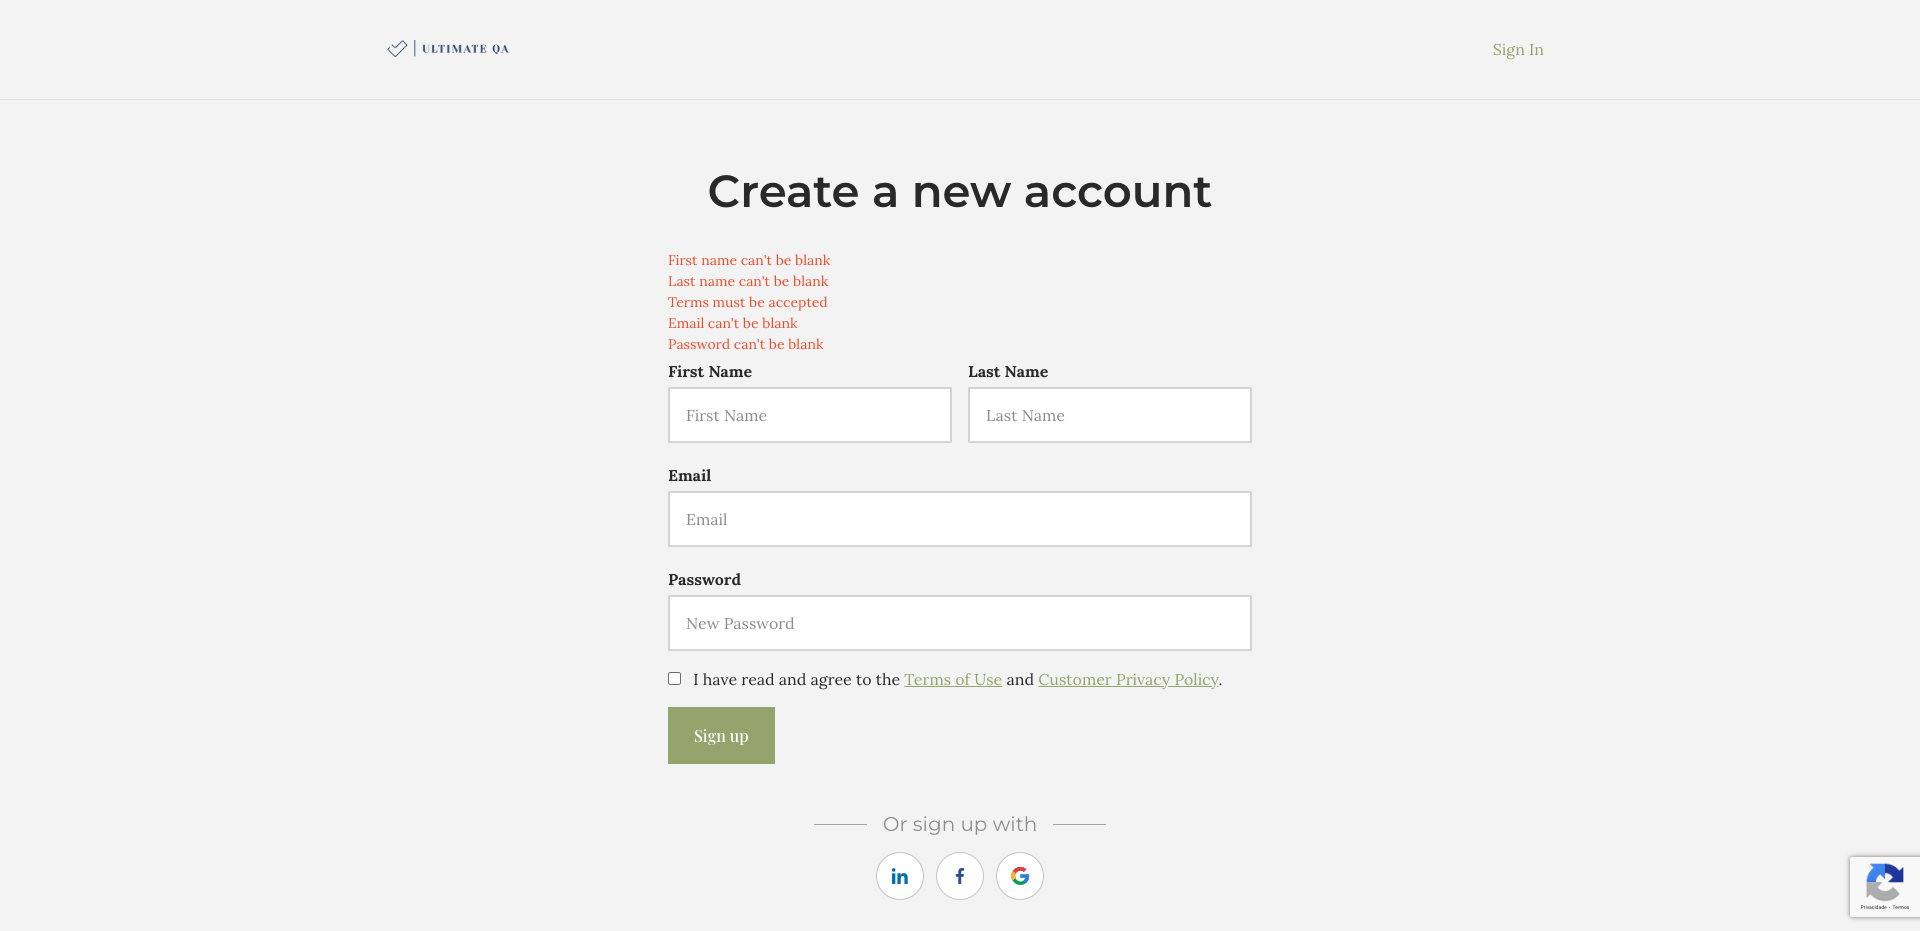 ULTIMATE QA
Sign In
Create a new account
First name can't be blank
Last name can't be blank
Terms must be accepted
Email can't be blank
Password can't be blank
First Name Last Name
First Name Last Name
Email
Email
Password
New Password
I have read and agree to the Terms of Use and Customer Privacy Policy.
Sign up
Or sign up with
Privacidade - Termos